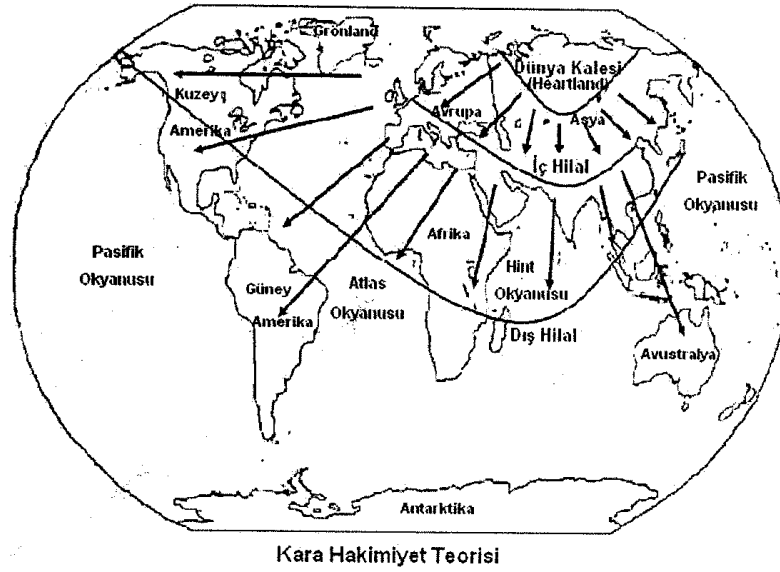 Grönland
Dünya Kalesi
(Heartland)
Kuzey
Avrupa
Asya
Amerika
İç Hilal
Pasifik
Okyanusu
Afrika
Pasifik
Okyanusu
Güney
Atlas
Hint
Okyanusu
Amerika
Okyanusu
Dış Hilal
Avustralya
Antarktika
Kara Hakimiyet Teorisi